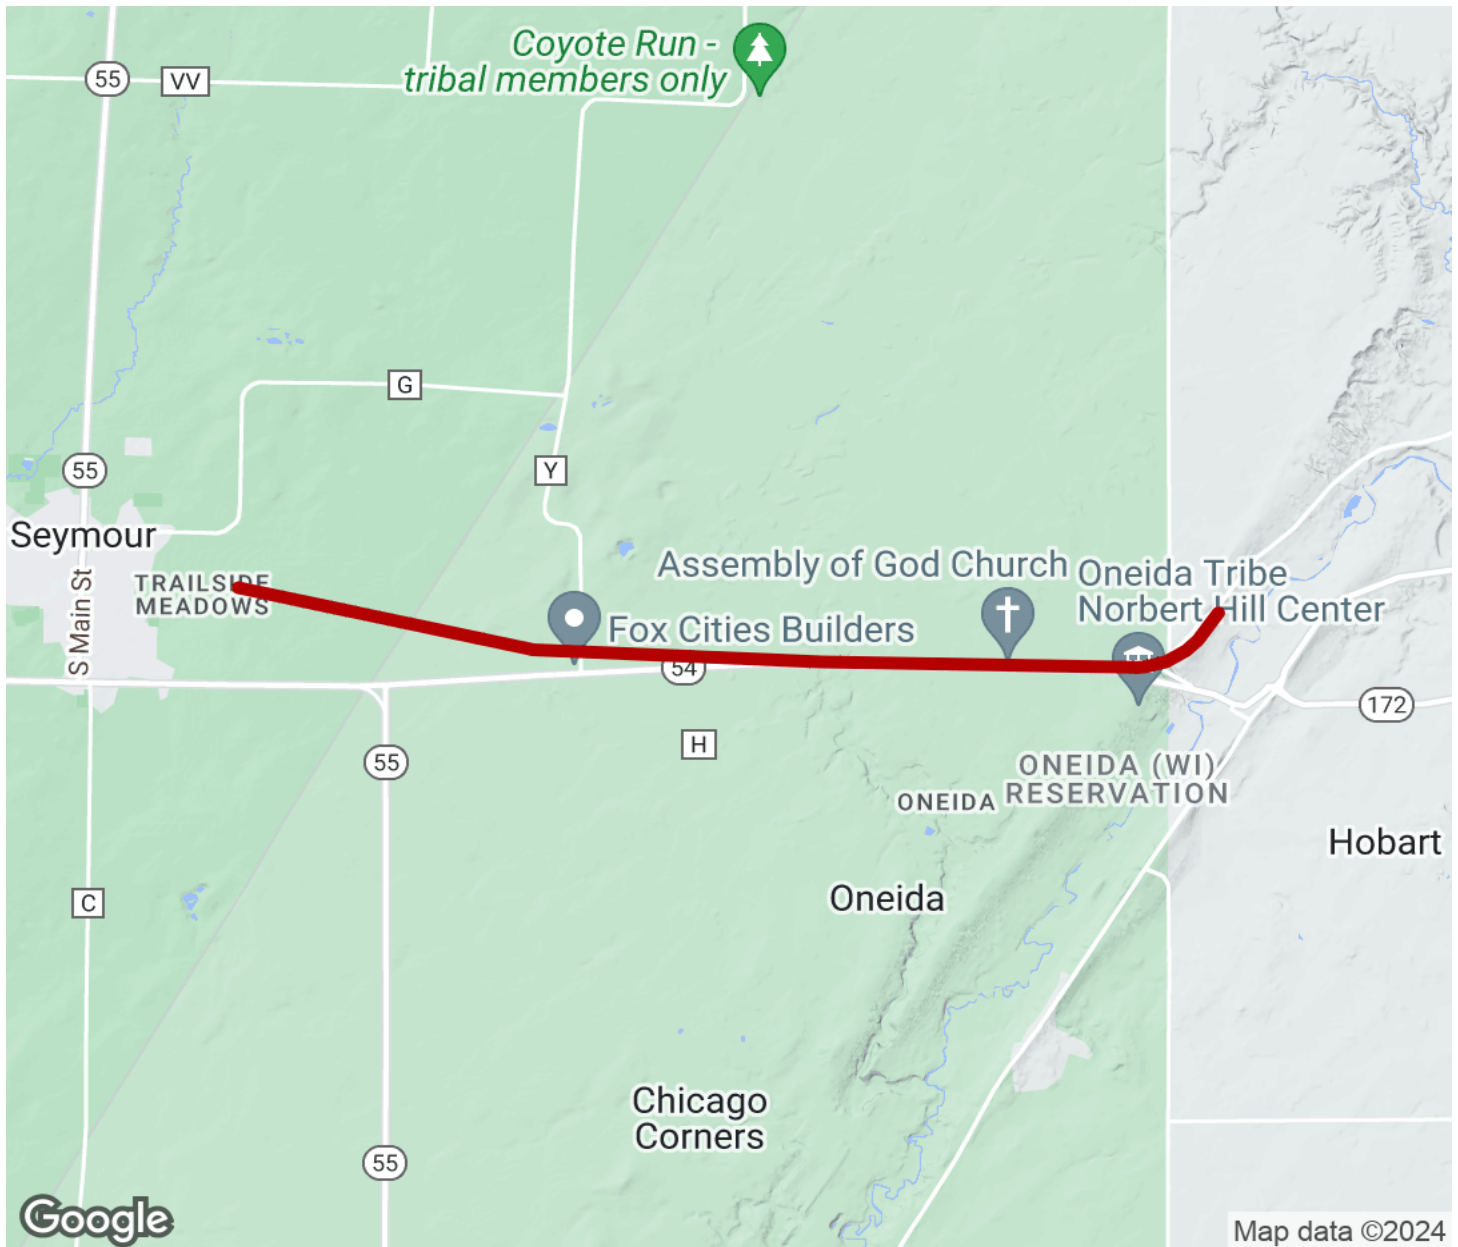 Coyote Run -
tribal members only
55
VV
G
55
Y
Seymour
TRAILSIDE
MEADOWS
S Main St
Assembly of God Church
Oneida Tribe
Norbert Hill Center
Fox Cities Builders
54
172
H
55
ONEIDA (WI)
RESERVATION
ONEIDA
Hobart
C
Oneida
Chicago
Corners
55
Google
Map data ©2024